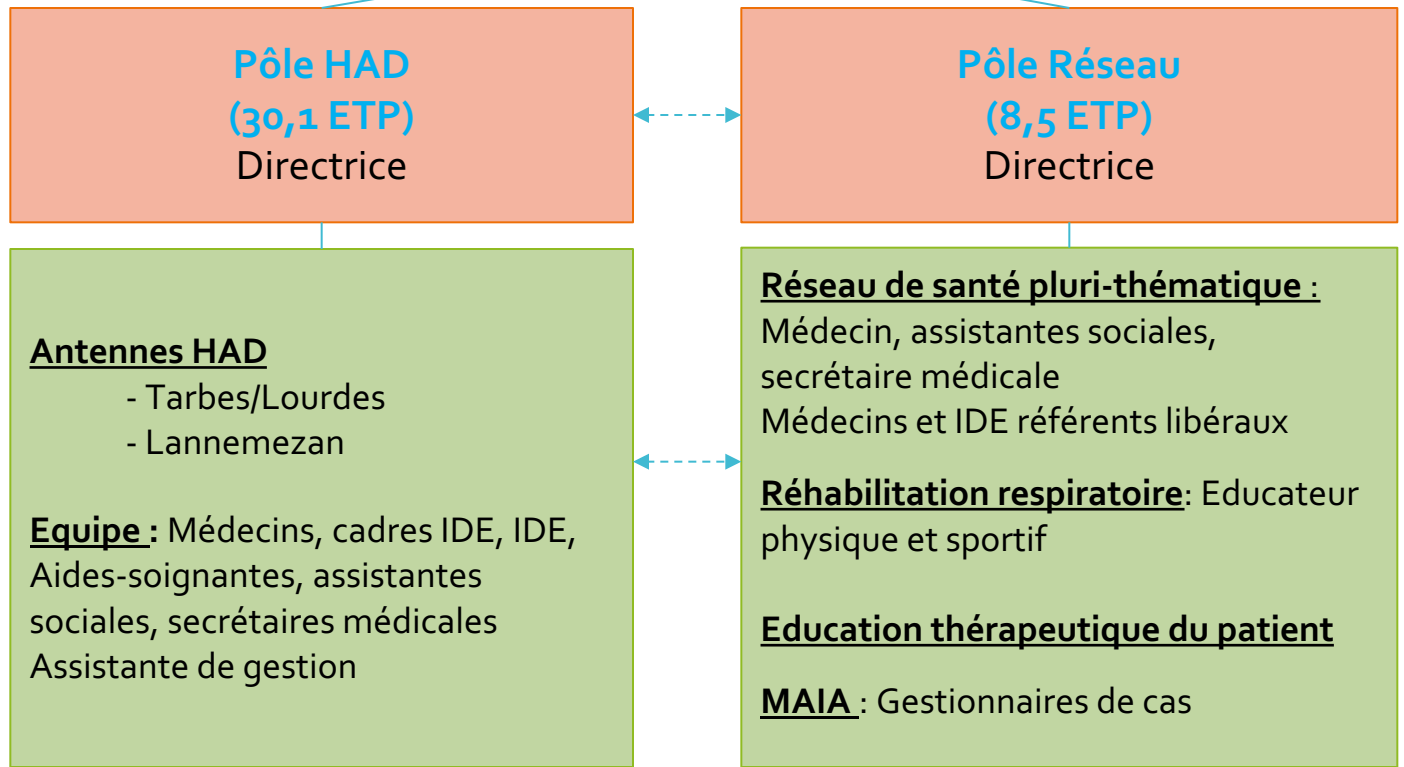 Pôle HAD
(30,1 ETP)
Directrice
Pôle Réseau
(8,5 ETP)
Directrice
Antennes HAD
- Tarbes/Lourdes
- Lannemezan
Equipe : Médecins, cadres IDE, IDE,
Aides-soignantes, assistantes
sociales, secrétaires médicales
Assistante de gestion
Réseau de santé pluri-thématique :
Médecin, assistantes sociales,
secrétaire médicale
Médecins et IDE référents libéraux
Réhabilitation respiratoire: Educateur
physique et sportif
Education thérapeutique du patient
MAIA : Gestionnaires de cas